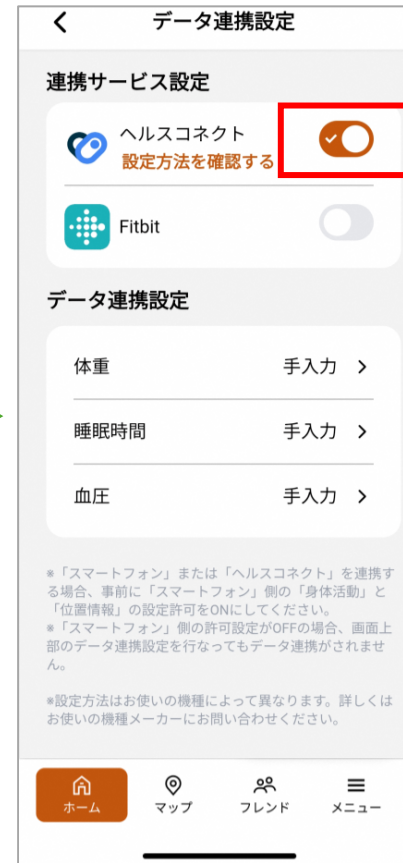 データ連携設定
連携サービス設定
ヘルスコネクト
設定方法を確認する
Fitbit
データ連携設定
体重 手入力
睡眠時間 手入力
血圧 手入力
※「スマートフォン」または「ヘルスコネクト」を連携す
る場合、事前に「スマートフォン」側の「身体活動」と
「位置情報」の設定許可をONにしてください。
※「スマートフォン」側の許可設定がOFFの場合、画面上
部のデータ連携設定を行なってもデータ連携がされませ
ん。
※設定方法はお使いの機種によって異なります。詳しくは
お使いの機種メーカーにお問い合わせください。
ホーム マップ フレンド メニュー